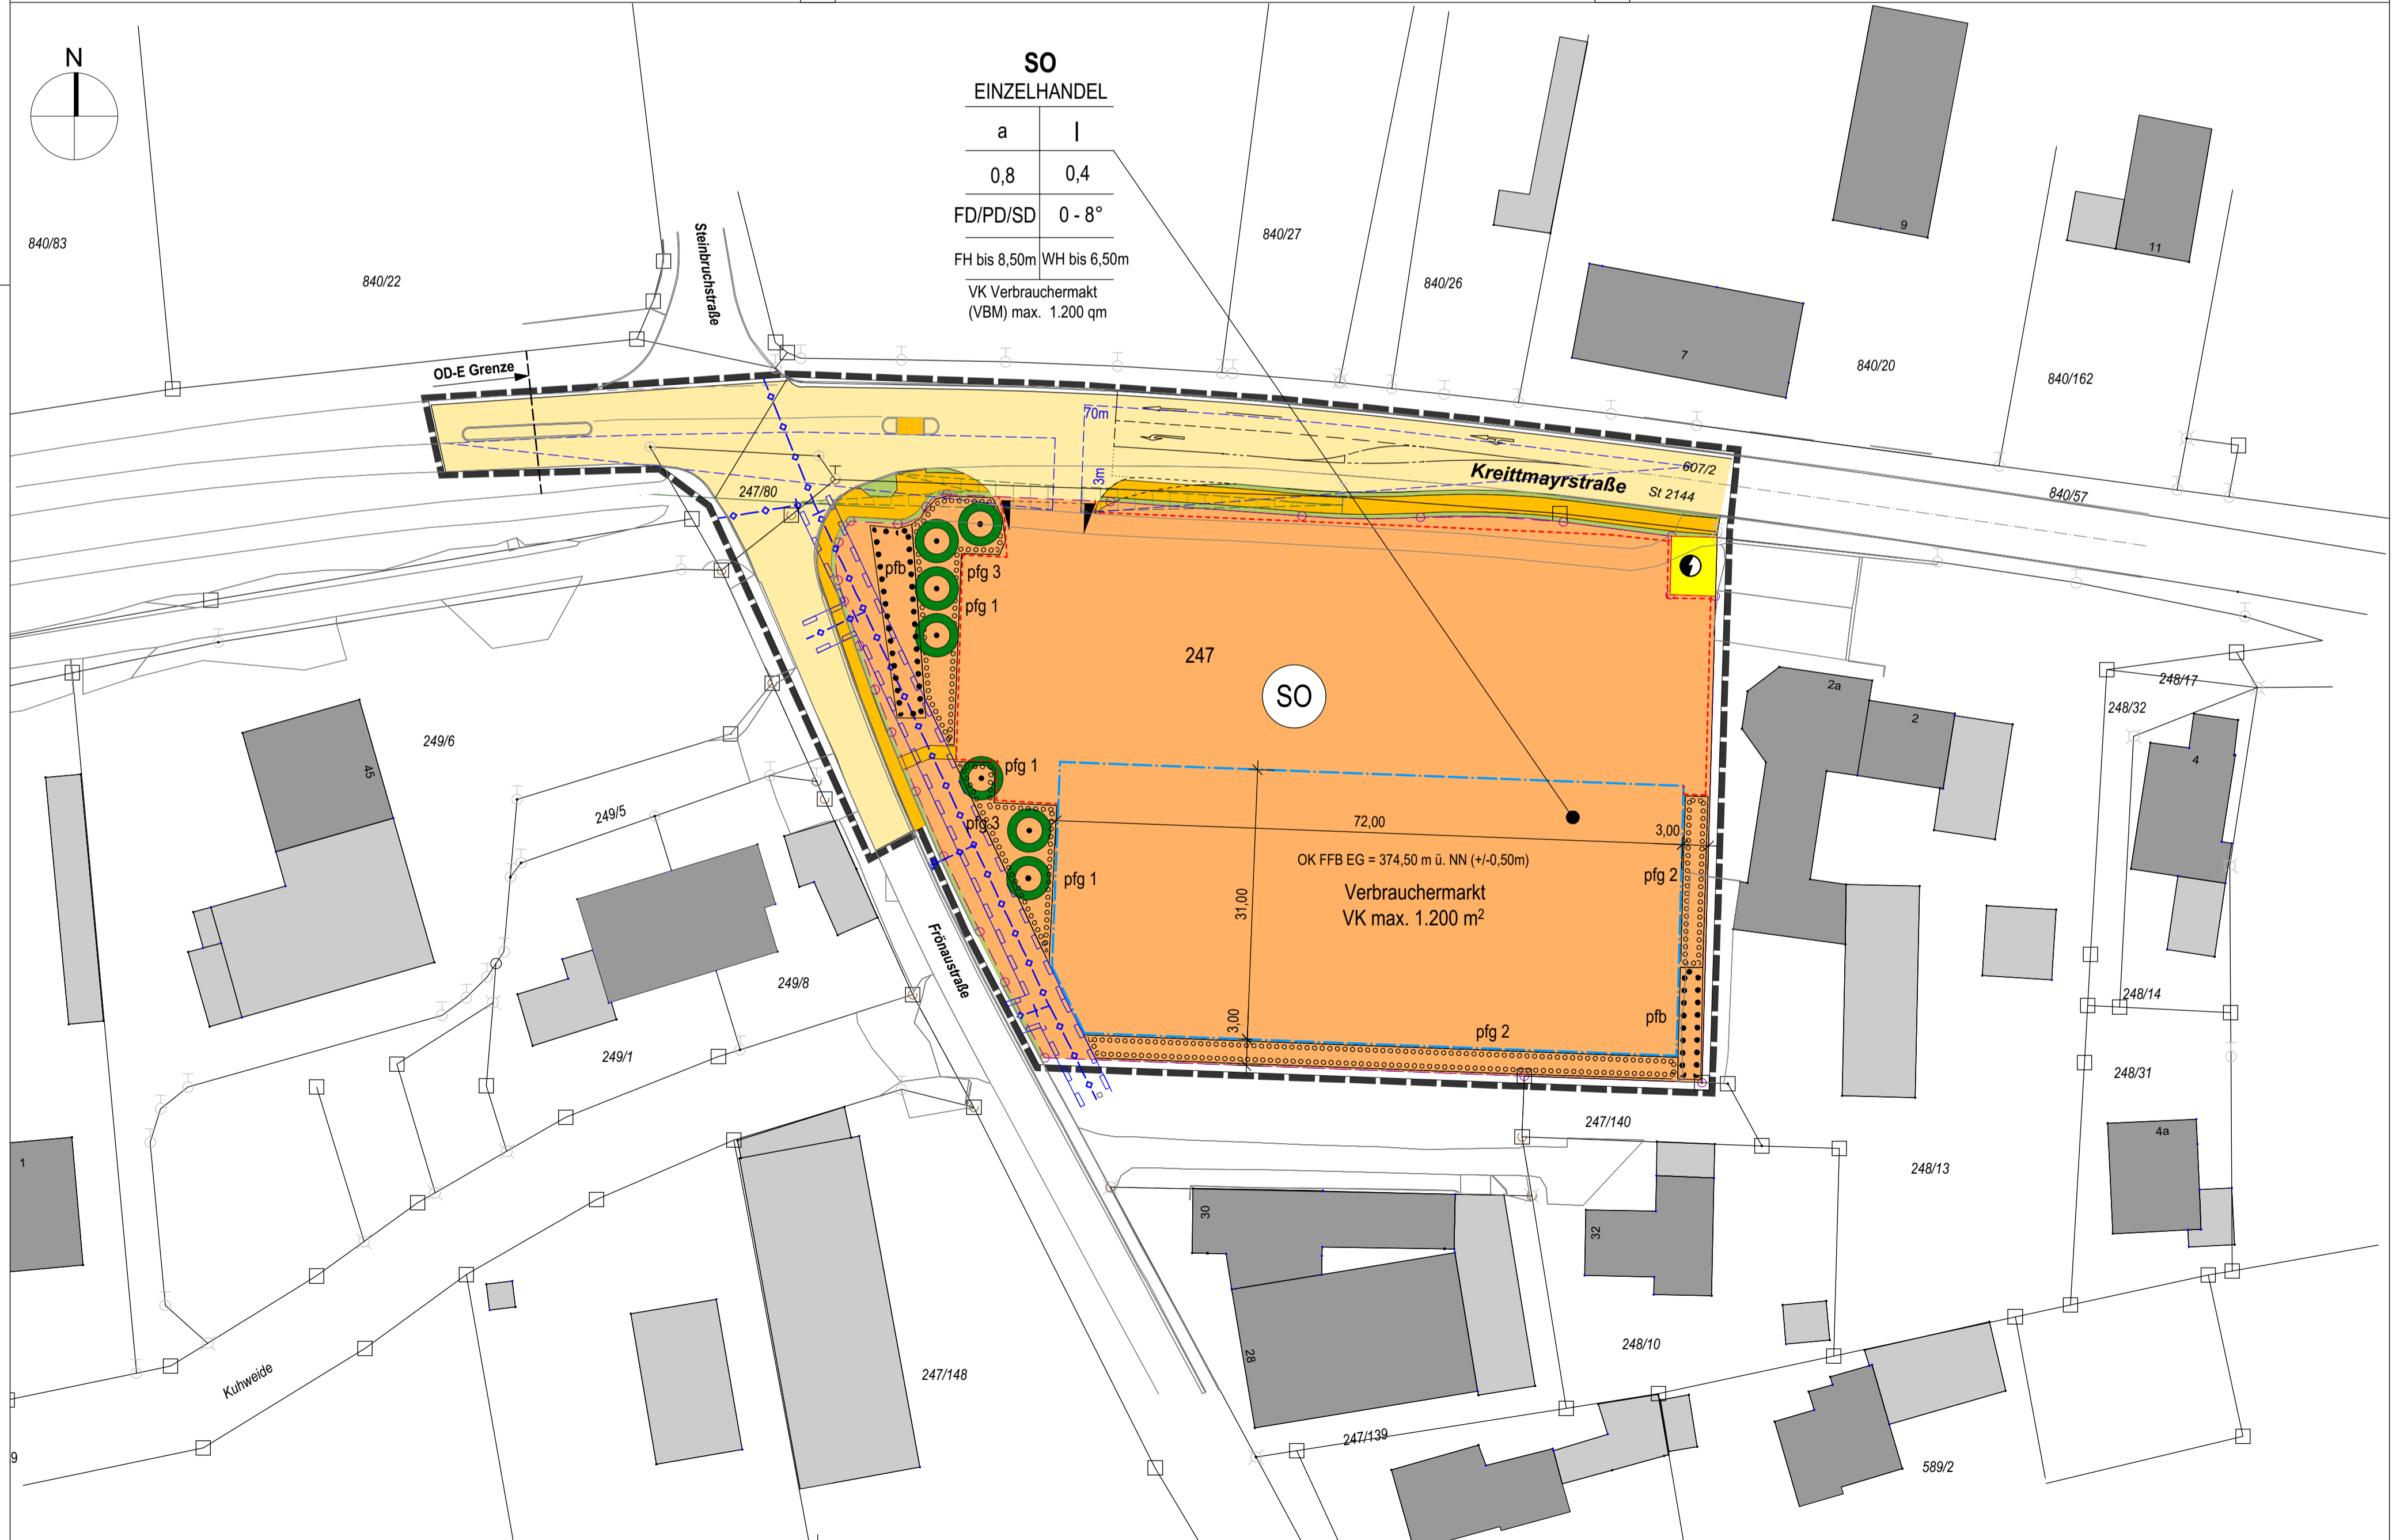 N
SO
EINZELHANDEL
a I
0,8 0,4
FD/PD/SD 0 - 8°
FH bis 8,50m WH bis 6,50m
VK Verbrauchermakt
(VBM) max. 1.200 qm
840/83
840/22
Steinbruchstraße
840/27
840/26
9
11
7
840/20
840/162
OD-E Grenze
70m
3m
Kreittmayrstraße
607/2
St 2144
840/57
247/80
pfb
pfg 3
pfg 1
247
SO
2a
2
248/17
248/32
4
249/6
45
249/5
pfg 1
pfg 3
pfg 1
72,00
3,00
OK FFB EG = 374,50 m ü. NN (+/-0,50m)
Verbrauchermarkt
VK max. 1.200 m²
31,00
pfg 2
Frönaustraße
249/8
249/1
3,00
pfg 2
pfb
248/14
248/31
247/140
4a
248/13
1
30
32
28
248/10
Kuhweide
247/148
247/139
589/2
9